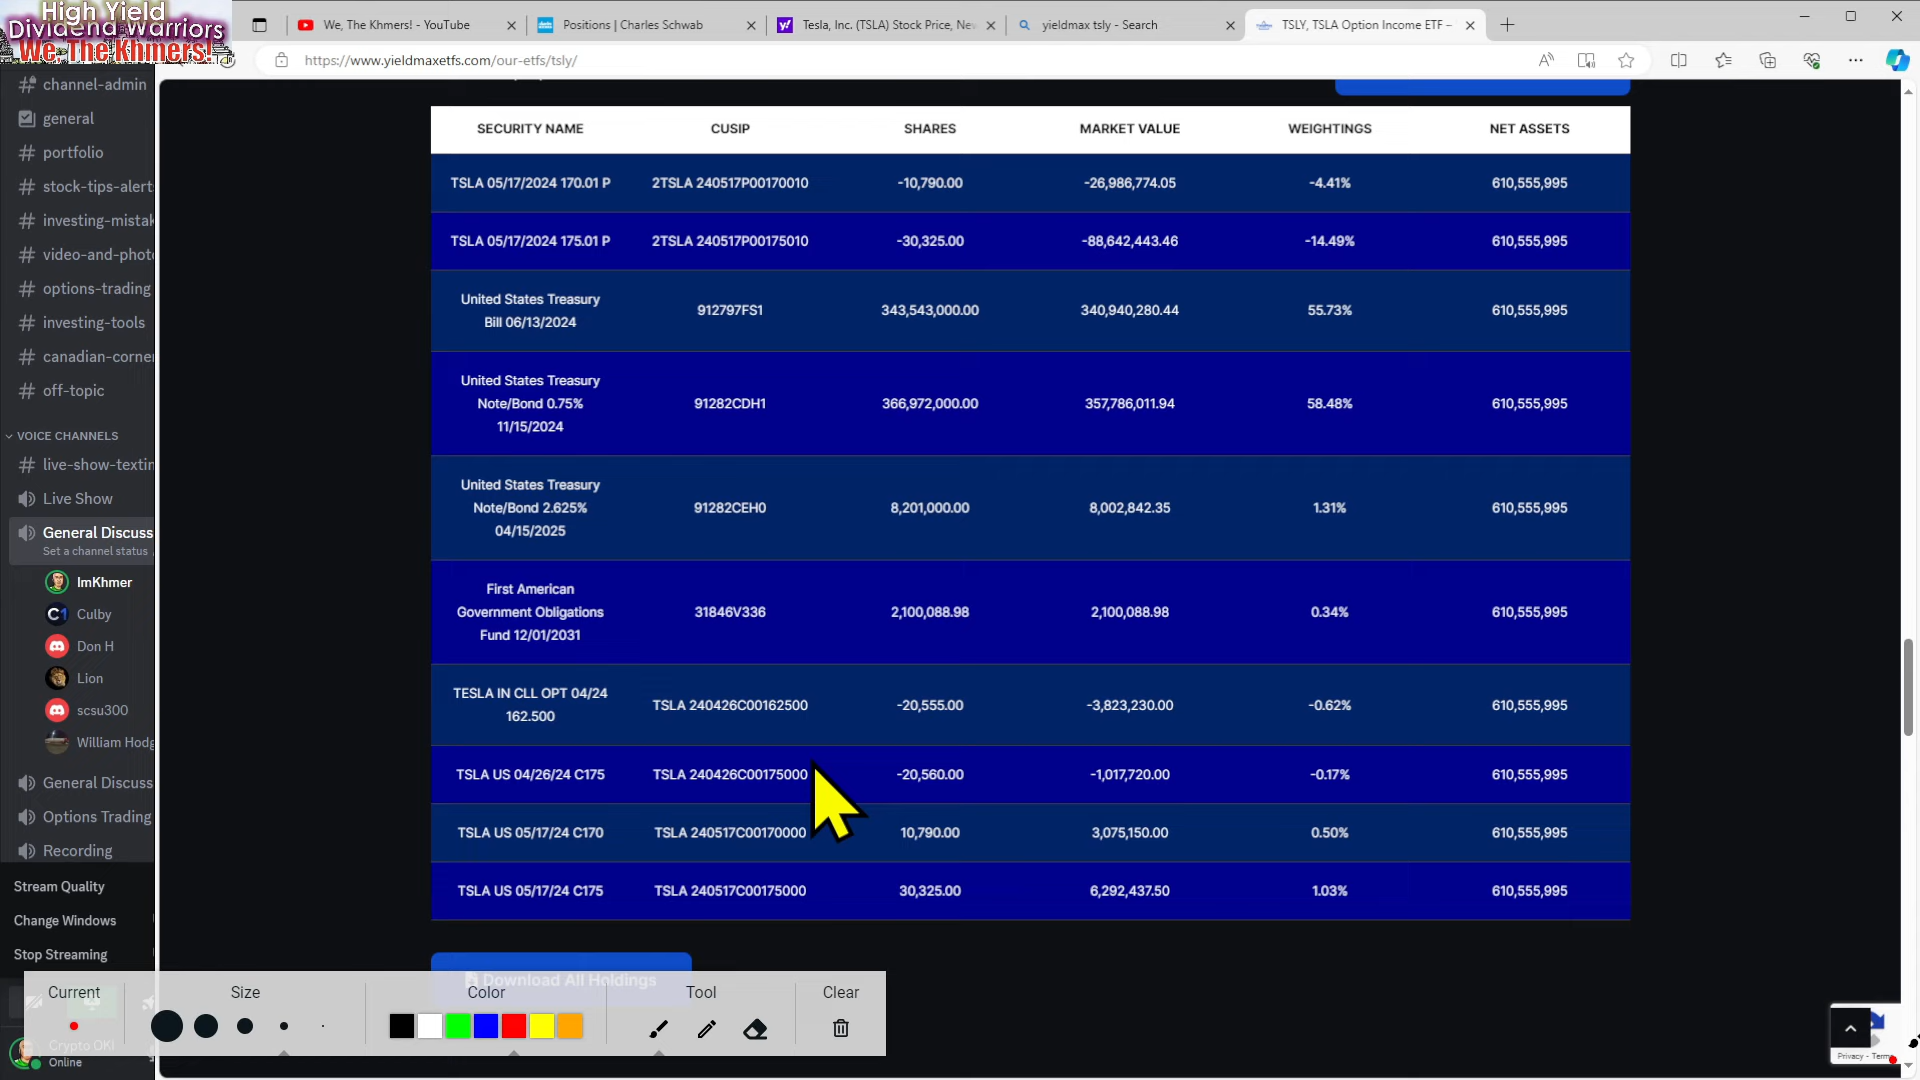 High Yield
Dividend Warriors
We The Khmers!
We, The Khmers! - YouTube
Positions | Charles Schwab
Tesla, Inc. (TSLA) Stock Price, Nev
yieldmax tsly - Search
TSLY, TSLA Option Income ETF –
https://www.yieldmaxetfs.com/our-etfs/tsly/
channel-admin
general
portfolio
stock-tips-alert
investing-mistak
video-and-photo
options-trading
investing-tools
canadian-corner
off-topic
VOICE CHANNELS
live-show-textin
Live Show
General Discuss
Set a channel status
ImKhmer
Culby
Don H
Lion
scsu300
William Hodg
General Discuss
Options Trading
Recording
Stream Quality
Change Windows
Stop Streaming
Crypto OKI
Online
SECURITY NAME CUSIP SHARES MARKET VALUE WEIGHTINGS NET ASSETS
TSLA 05/17/2024 170.01 P 2TSLA 240517P00170010 -10,790.00 -26,986,774.05 -4.41% 610,555,995
TSLA 05/17/2024 175.01 P 2TSLA 240517P00175010 -30,325.00 -88,642,443.46 -14.49% 610,555,995
United States Treasury
Bill 06/13/2024 912797FS1 343,543,000.00 340,940,280.44 55.73% 610,555,995
United States Treasury
Note/Bond 0.75% 91282CDH1 366,972,000.00 357,786,011.94 58.48% 610,555,995
11/15/2024
United States Treasury
Note/Bond 2.625% 91282CEH0 8,201,000.00 8,002,842.35 1.31% 610,555,995
04/15/2025
First American
Government Obligations 31846V336 2,100,088.98 2,100,088.98 0.34% 610,555,995
Fund 12/01/2031
TESLA IN CLL OPT 04/24
162.500 TSLA 240426C00162500 -20,555.00 -3,823,230.00 -0.62% 610,555,995
TSLA US 04/26/24 C175 TSLA 240426C00175000 -20,560.00 -1,017,720.00 -0.17% 610,555,995
TSLA US 05/17/24 C170 TSLA 240517C00170000 10,790.00 3,075,150.00 0.50% 610,555,995
TSLA US 05/17/24 C175 TSLA 240517C00175000 30,325.00 6,292,437.50 1.03% 610,555,995
Download All Holdings
Current Size Color Tool Clear
Privacy - Terms